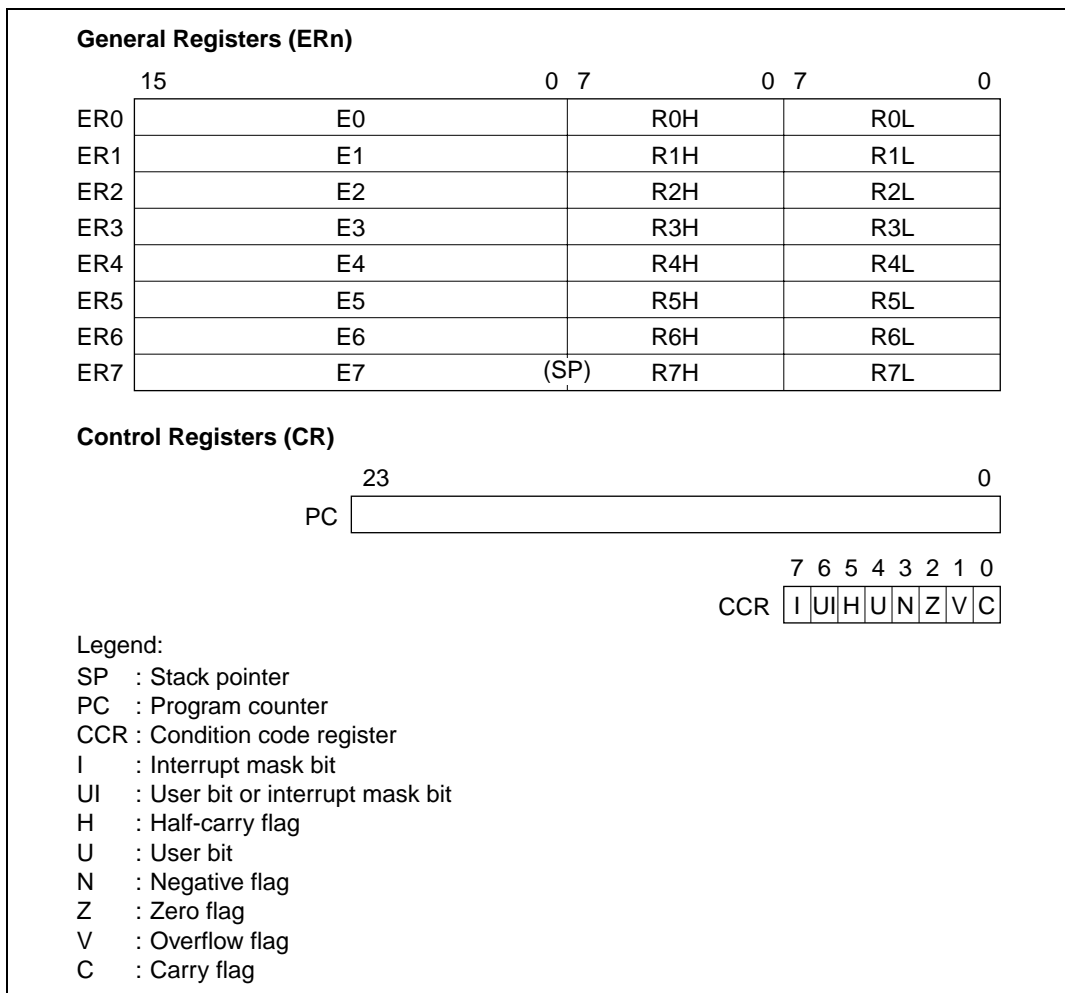 General Registers (ERn)
15 0 7 0 7 0
ER0 E0 R0H R0L
ER1 E1 R1H R1L
ER2 E2 R2H R2L
ER3 E3 R3H R3L
ER4 E4 R4H R4L
ER5 E5 R5H R5L
ER6 E6 R6H R6L
ER7 E7 (SP) R7H R7L
Control Registers (CR)
23 0
PC
7 6 5 4 3 2 1 0
CCR I UI H U N Z V C
Legend:
SP : Stack pointer
PC : Program counter
CCR : Condition code register
I : Interrupt mask bit
UI : User bit or interrupt mask bit
H : Half-carry flag
U : User bit
N : Negative flag
Z : Zero flag
V : Overflow flag
C : Carry flag